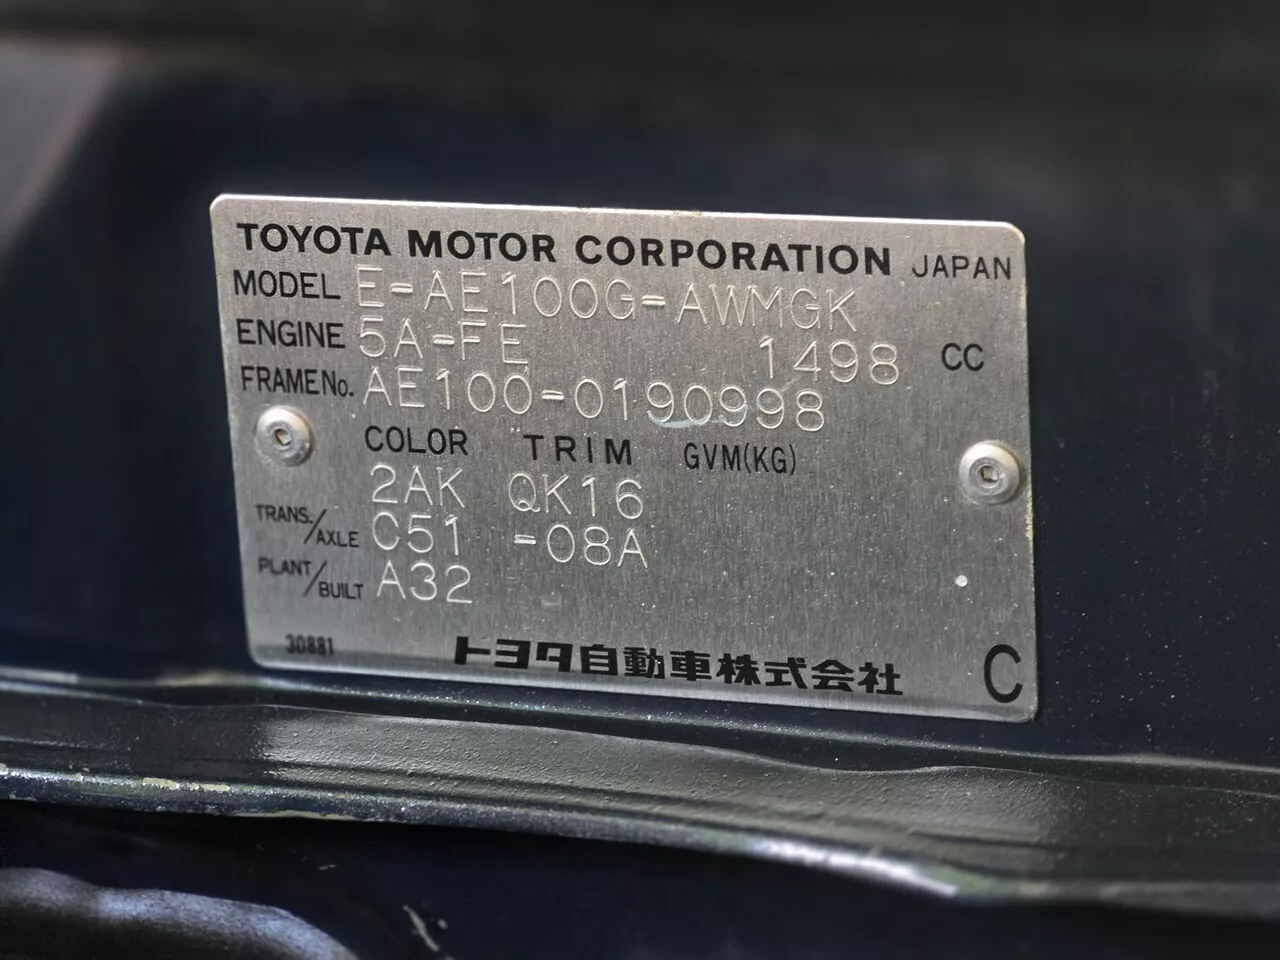 TOYOTA MOTOR CORPORATION JAPAN
MODEL E-AE100G-AWMGK
ENGINE 5A-FE 1498 CC
FRAME No. AE100-0190998
COLOR TRIM GVM(KG)
2AK QK16
TRANS./AXLE C51 -08A
PLANT/BUILT A32
30881 トヨタ自動車株式会社 C